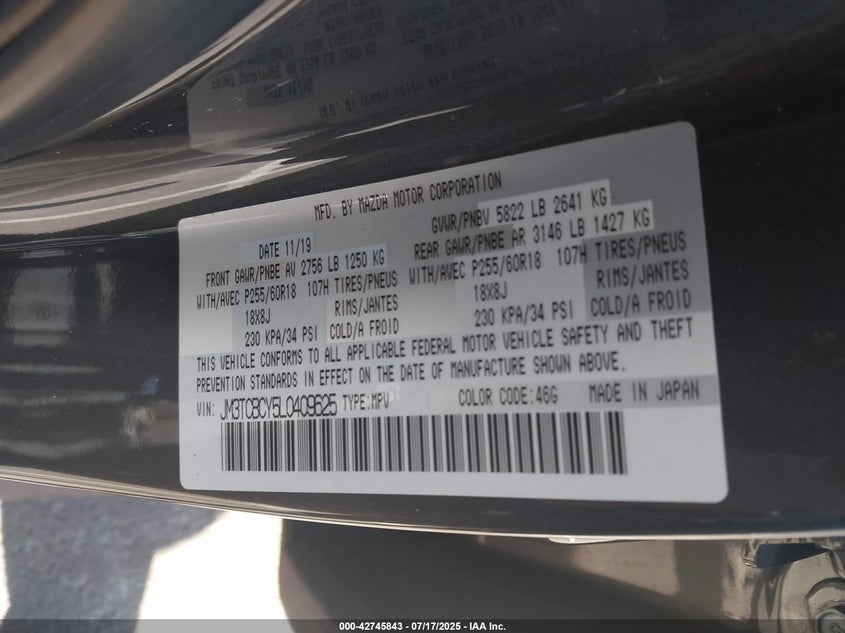 MFD. BY MAZDA MOTOR CORPORATION
DATE 11/19
GVWR/PNBV 5822 LB 2641 KG
FRONT GAWR/PNBE AV 2756 LB 1250 KG
REAR GAWR/PNBE AR 3146 LB 1427 KG
WITH/AVEC P255/60R18 107H TIRES/PNEUS
WITH/AVEC P255/60R18 107H TIRES/PNEUS
18X8J RIMS/JANTES
18X8J RIMS/JANTES
230 KPA/34 PSI COLD/A FROID
230 KPA/34 PSI COLD/A FROID
THIS VEHICLE CONFORMS TO ALL APPLICABLE FEDERAL MOTOR VEHICLE SAFETY AND THEFT
PREVENTION STANDARDS IN EFFECT ON THE DATE OF MANUFACTURE SHOWN ABOVE.
VIN: JM3TCBCY5L0409625 TYPE:MPV COLOR CODE:46G MADE IN JAPAN
000-42745843 / 07/17/2025 - IAA Inc.